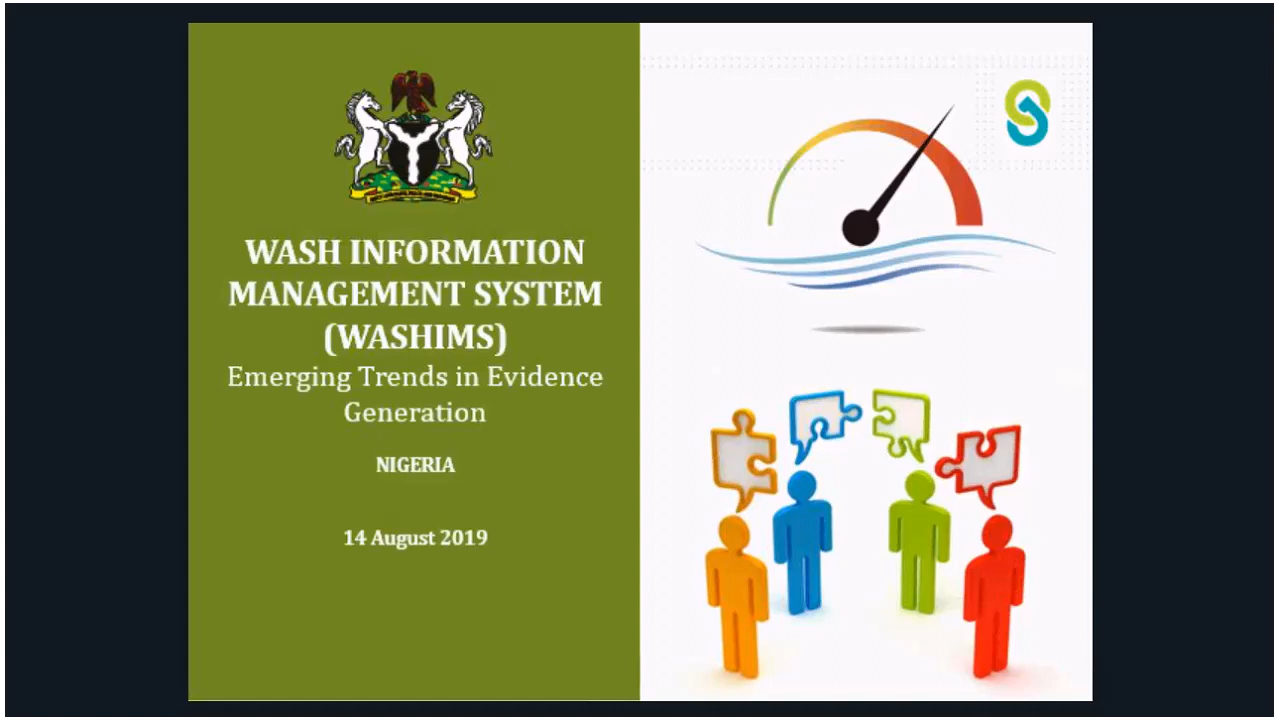 WASH INFORMATION
MANAGEMENT SYSTEM
(WASHIMS)
Emerging Trends in Evidence
Generation
NIGERIA
14 August 2019